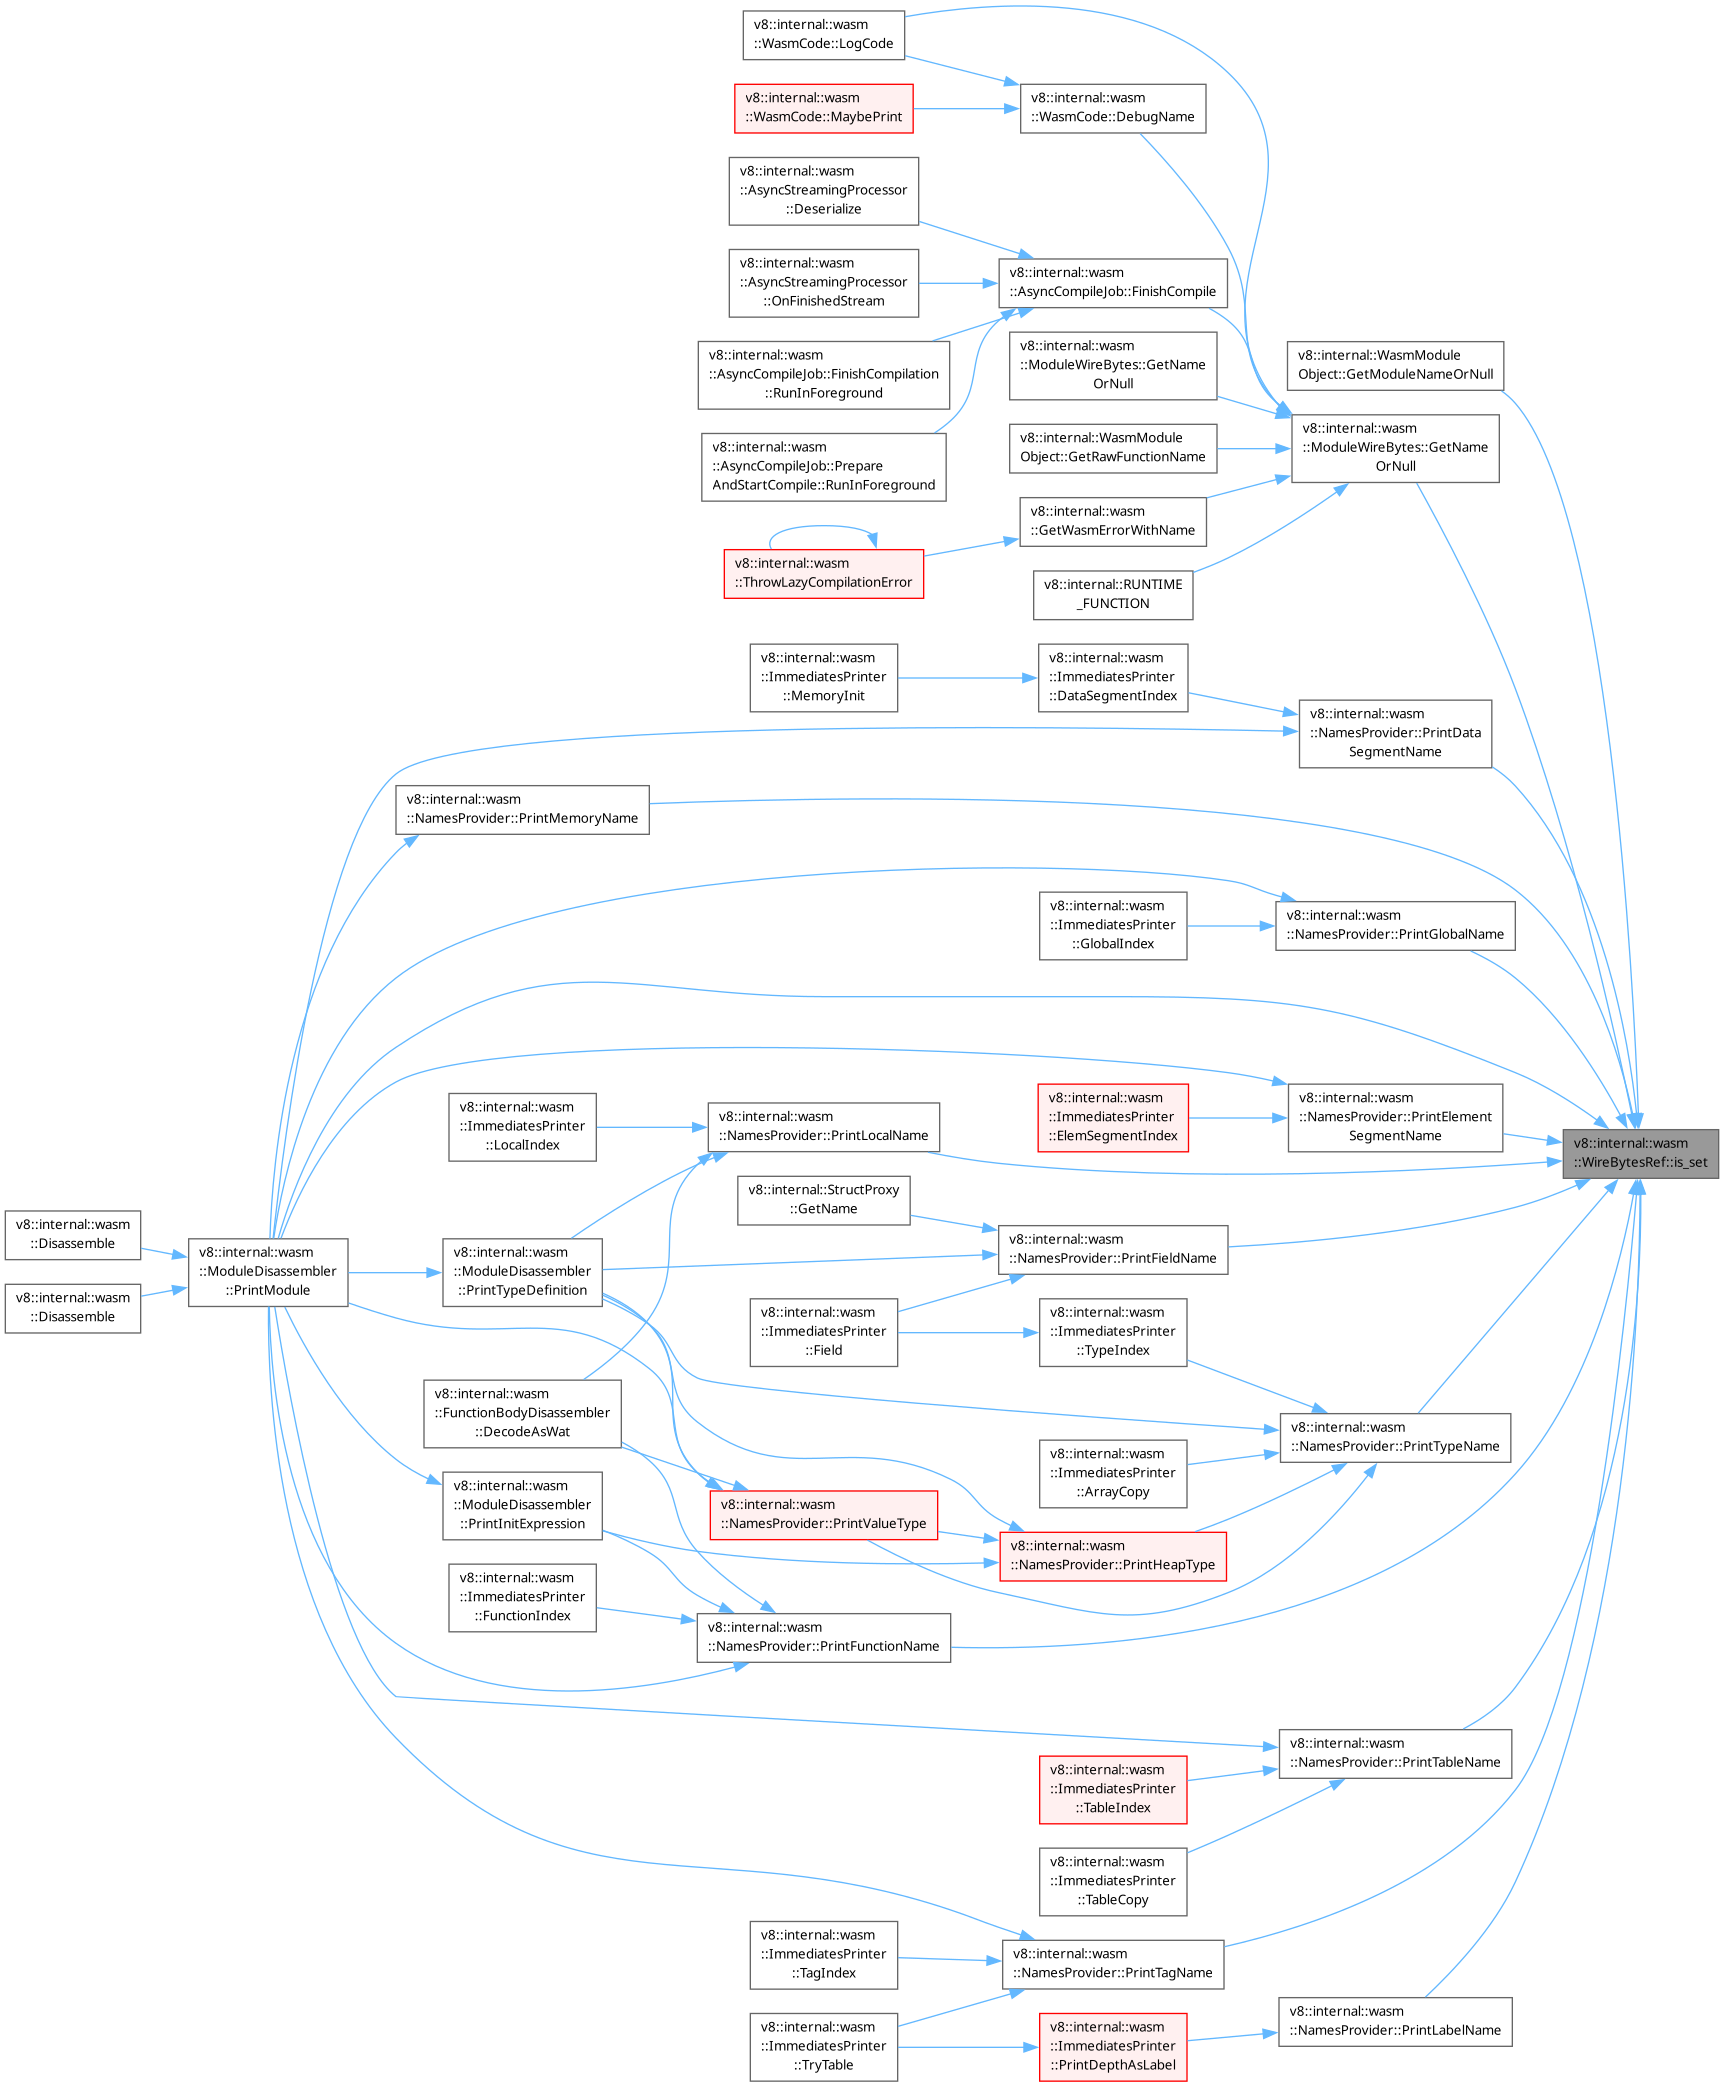 v8::internal::wasm
::WasmCode::LogCode
v8::internal::wasm
::WasmCode::MaybePrint
v8::internal::wasm
::WasmCode::DebugName
v8::internal::wasm
::AsyncStreamingProcessor
::Deserialize
v8::internal::wasm
::AsyncStreamingProcessor
::OnFinishedStream
v8::internal::wasm
::AsyncCompileJob::FinishCompile
v8::internal::wasm
::AsyncCompileJob::FinishCompilation
::RunInForeground
v8::internal::wasm
::ModuleWireBytes::GetName
OrNull
v8::internal::WasmModule
Object::GetModuleNameOrNull
v8::internal::wasm
::AsyncCompileJob::Prepare
AndStartCompile::RunInForeground
v8::internal::WasmModule
Object::GetRawFunctionName
v8::internal::wasm
::ModuleWireBytes::GetName
OrNull
v8::internal::wasm
::GetWasmErrorWithName
v8::internal::wasm
::ThrowLazyCompilationError
v8::internal::RUNTIME
_FUNCTION
v8::internal::wasm
::ImmediatesPrinter
::MemoryInit
v8::internal::wasm
::ImmediatesPrinter
::DataSegmentIndex
v8::internal::wasm
::NamesProvider::PrintData
SegmentName
v8::internal::wasm
::NamesProvider::PrintMemoryName
v8::internal::wasm
::ImmediatesPrinter
::GlobalIndex
v8::internal::wasm
::NamesProvider::PrintGlobalName
v8::internal::wasm
::ImmediatesPrinter
::LocalIndex
v8::internal::wasm
::NamesProvider::PrintLocalName
v8::internal::wasm
::ImmediatesPrinter
::ElemSegmentIndex
v8::internal::wasm
::NamesProvider::PrintElement
SegmentName
v8::internal::wasm
::WireBytesRef::is_set
v8::internal::StructProxy
::GetName
v8::internal::wasm
::Disassemble
v8::internal::wasm
::Disassemble
v8::internal::wasm
::ModuleDisassembler
::PrintModule
v8::internal::wasm
::ModuleDisassembler
::PrintTypeDefinition
v8::internal::wasm
::NamesProvider::PrintFieldName
v8::internal::wasm
::ImmediatesPrinter
::Field
v8::internal::wasm
::ImmediatesPrinter
::TypeIndex
v8::internal::wasm
::FunctionBodyDisassembler
::DecodeAsWat
v8::internal::wasm
::NamesProvider::PrintTypeName
v8::internal::wasm
::ImmediatesPrinter
::ArrayCopy
v8::internal::wasm
::ModuleDisassembler
::PrintInitExpression
v8::internal::wasm
::NamesProvider::PrintValueType
v8::internal::wasm
::NamesProvider::PrintHeapType
v8::internal::wasm
::ImmediatesPrinter
::FunctionIndex
v8::internal::wasm
::NamesProvider::PrintFunctionName
v8::internal::wasm
::NamesProvider::PrintTableName
v8::internal::wasm
::ImmediatesPrinter
::TableIndex
v8::internal::wasm
::ImmediatesPrinter
::TableCopy
v8::internal::wasm
::ImmediatesPrinter
::TagIndex
v8::internal::wasm
::NamesProvider::PrintTagName
v8::internal::wasm
::ImmediatesPrinter
::TryTable
v8::internal::wasm
::ImmediatesPrinter
::PrintDepthAsLabel
v8::internal::wasm
::NamesProvider::PrintLabelName